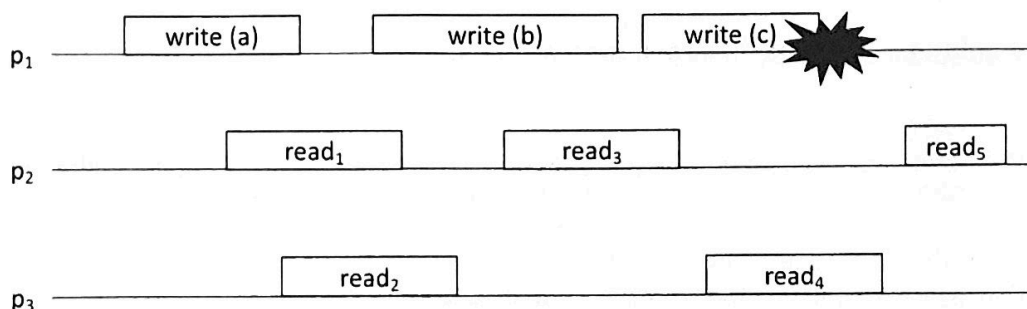 write (a) write (b) write (c)
p₁
read₁ read₃ read₅
p₂
read₂ read₄
p₃